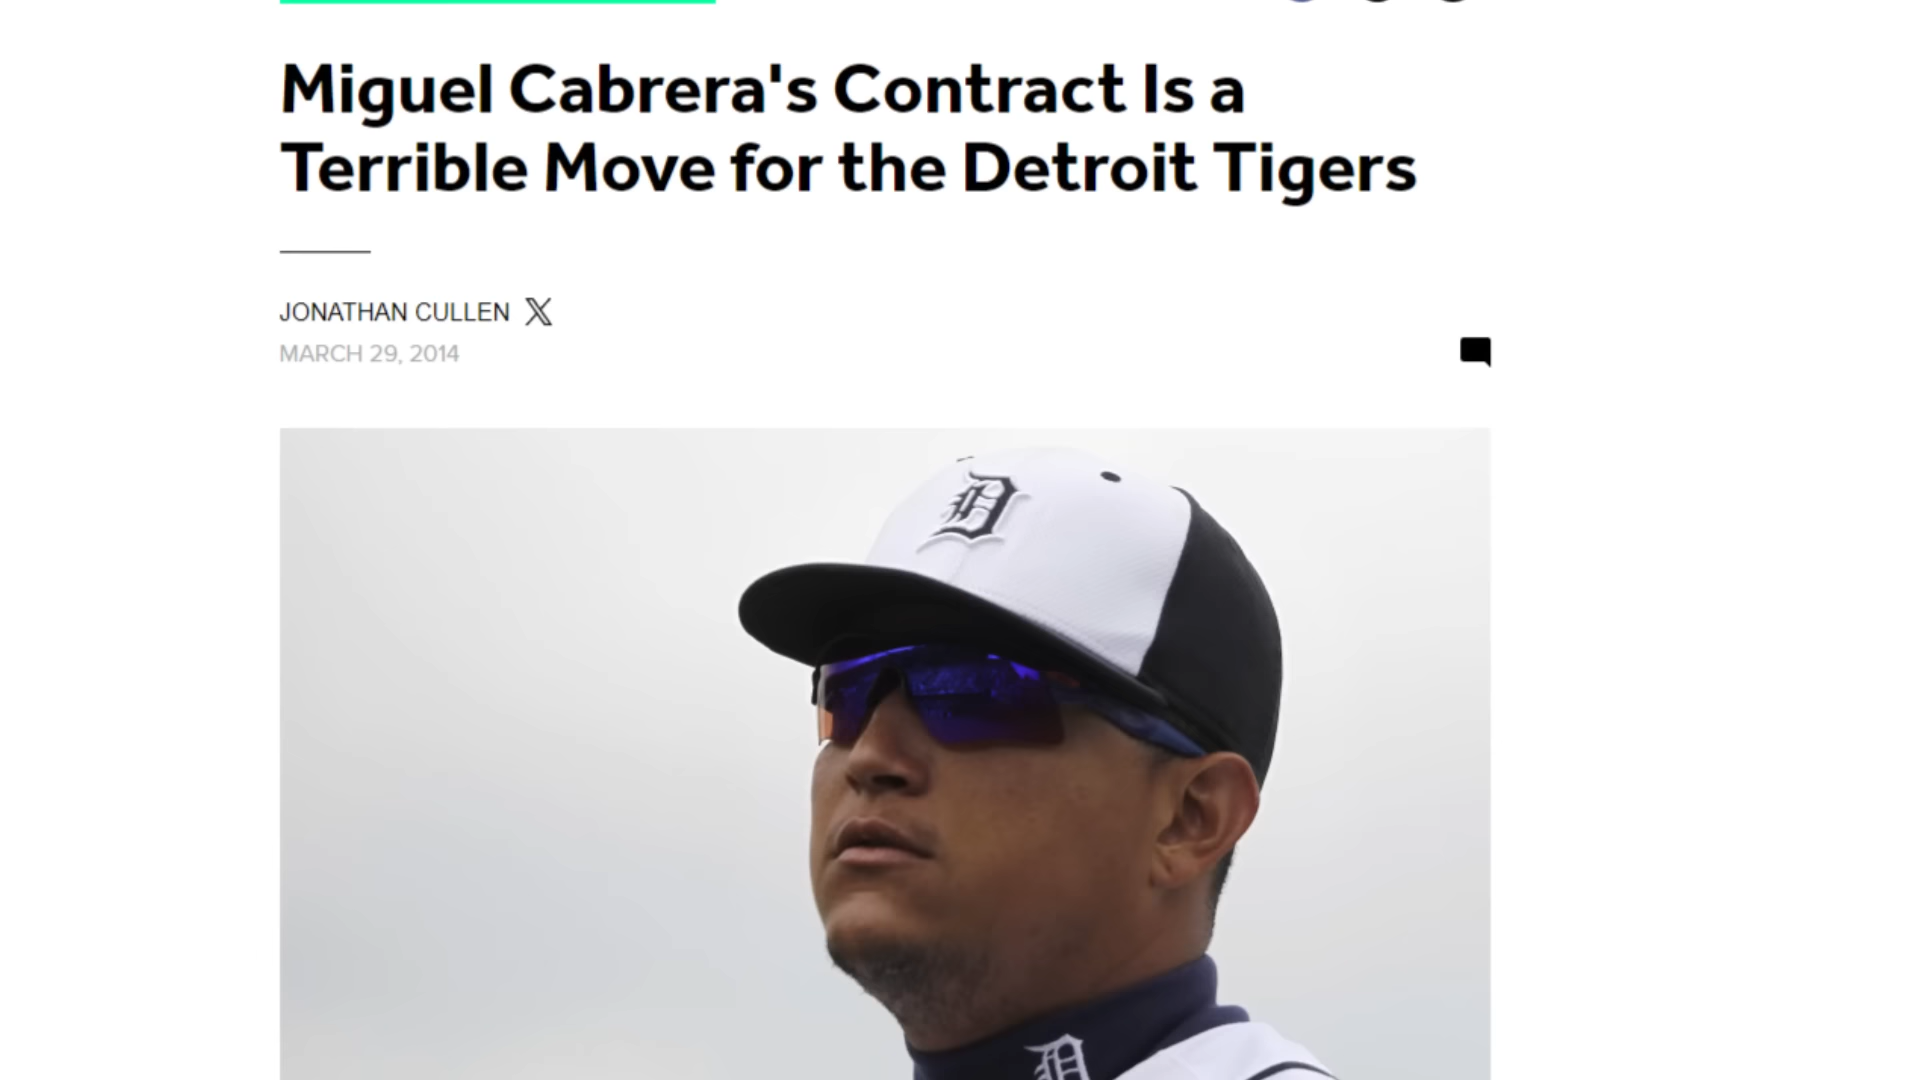 Miguel Cabrera's Contract Is a
Terrible Move for the Detroit Tigers
JONATHAN CULLEN
MARCH 29, 2014
D
D